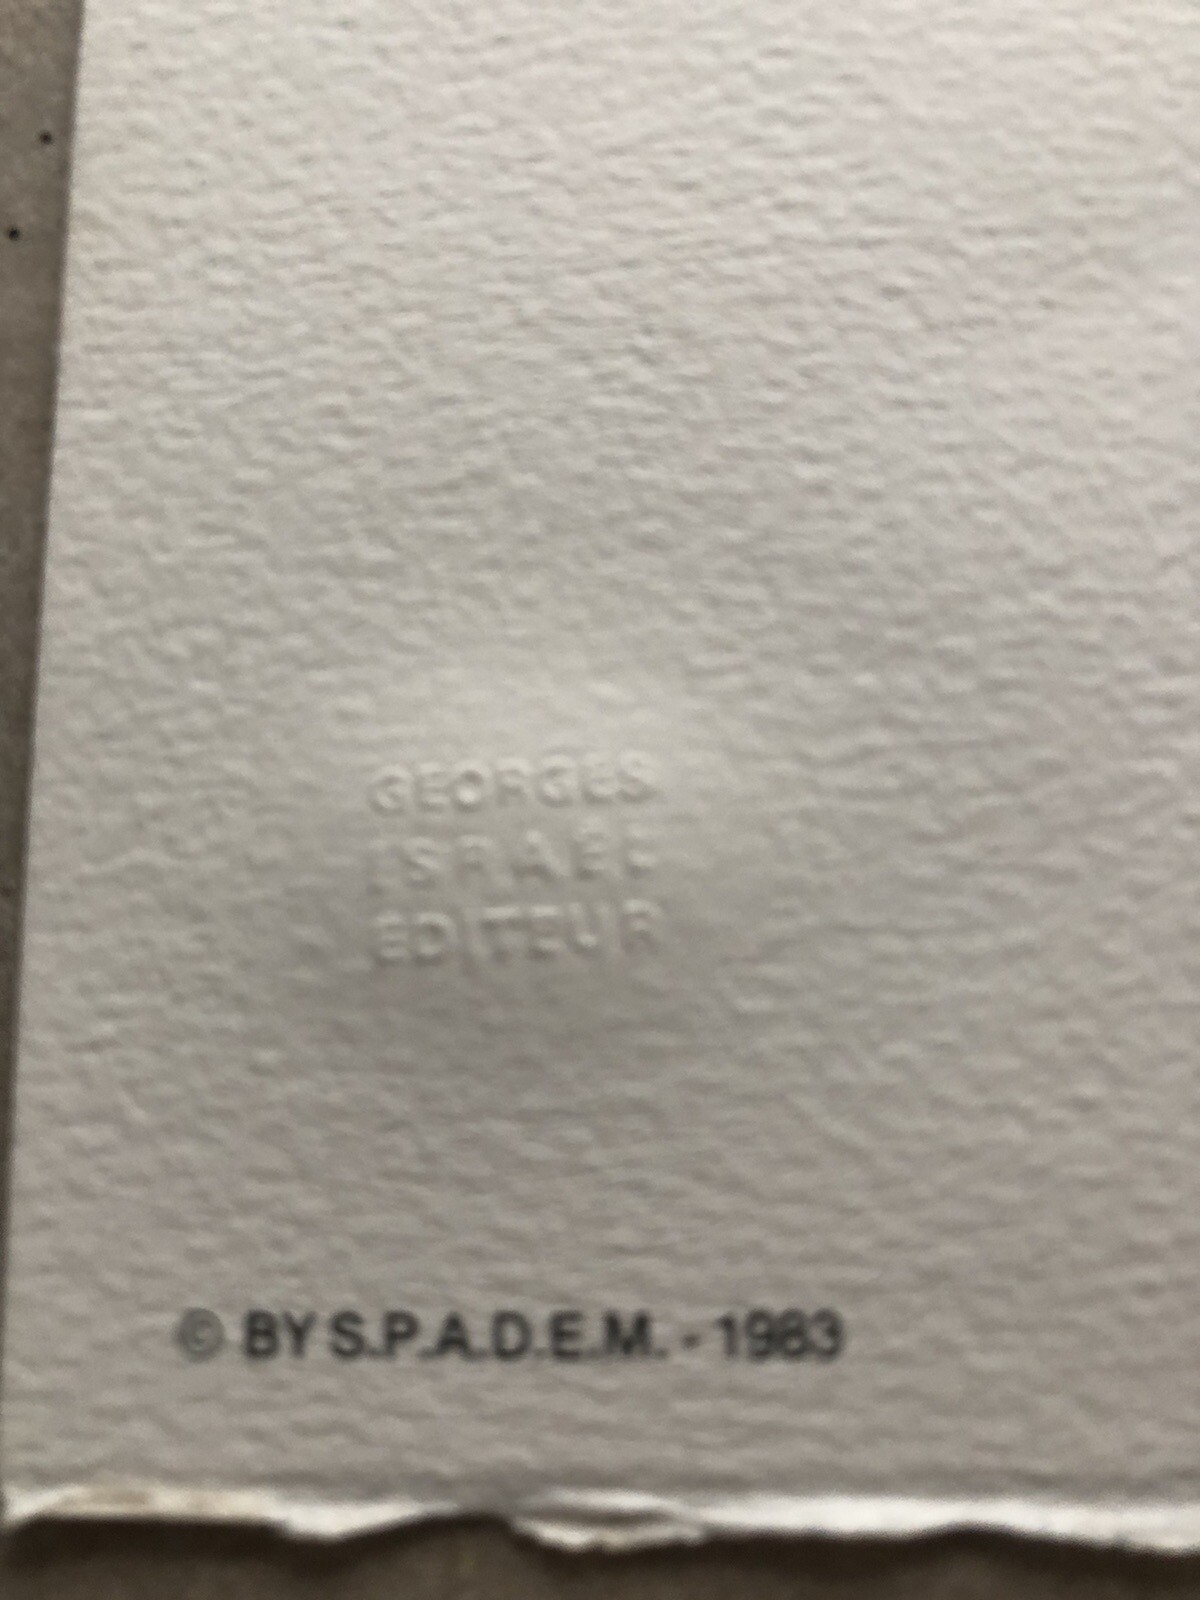 GEORGES
ISRAEL
EDITEUR
© BY S.P.A.D.E.M. - 1983